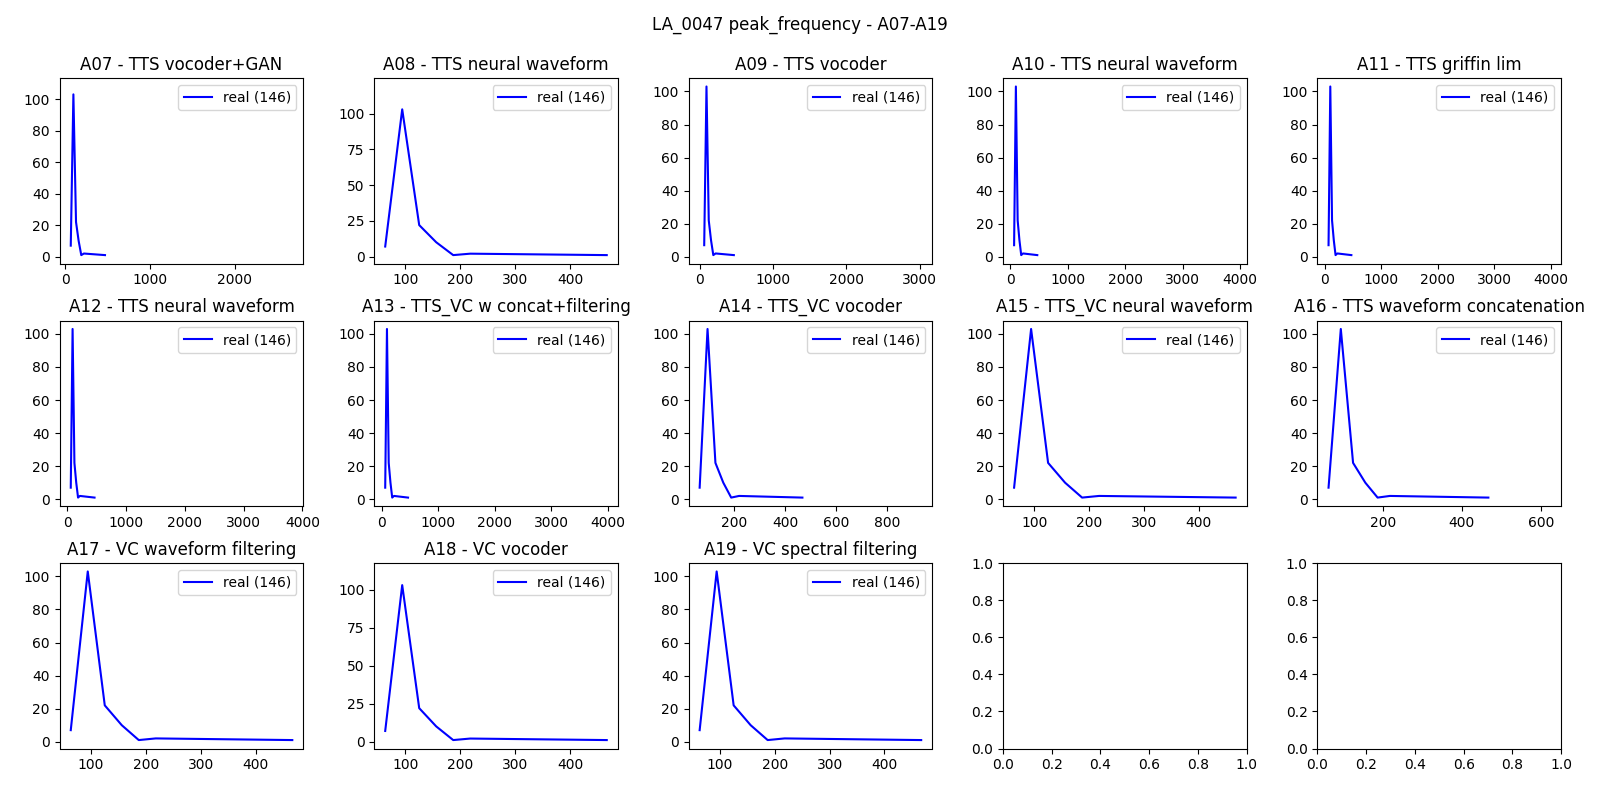 LA_0047 peak_frequency - A07-A19
A07 - TTS vocoder+GAN
real (146)
100
80
60
40
20
0
0 1000 2000
A08 - TTS neural waveform
real (146)
100
75
50
25
0
100 200 300 400
A09 - TTS vocoder
real (146)
100
80
60
40
20
0
0 1000 2000 3000
A10 - TTS neural waveform
real (146)
100
80
60
40
20
0
0 1000 2000 3000 4000
A11 - TTS griffin lim
real (146)
100
80
60
40
20
0
0 1000 2000 3000 4000
A12 - TTS neural waveform
real (146)
100
80
60
40
20
0
0 1000 2000 3000 4000
A13 - TTS_VC w concat+filtering
real (146)
100
80
60
40
20
0
0 1000 2000 3000 4000
A14 - TTS_VC vocoder
real (146)
100
80
60
40
20
0
200 400 600 800
A15 - TTS_VC neural waveform
real (146)
100
80
60
40
20
0
100 200 300 400
A16 - TTS waveform concatenation
real (146)
100
80
60
40
20
0
200 400 600
A17 - VC waveform filtering
real (146)
100
80
60
40
20
0
100 200 300 400
A18 - VC vocoder
real (146)
100
75
50
25
0
100 200 300 400
A19 - VC spectral filtering
real (146)
100
80
60
40
20
0
100 200 300 400
1.0
0.8
0.6
0.4
0.2
0.0
0.0 0.2 0.4 0.6 0.8 1.0
1.0
0.8
0.6
0.4
0.2
0.0
0.0 0.2 0.4 0.6 0.8 1.0